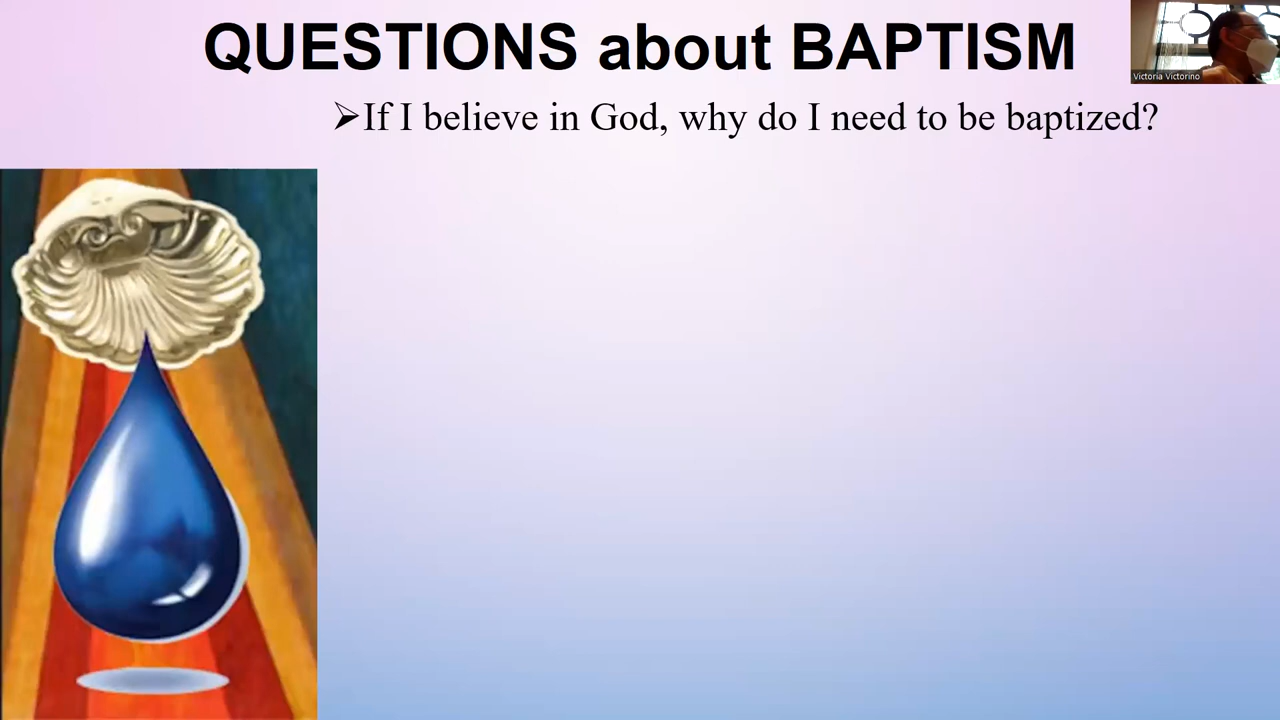 QUESTIONS about BAPTISM
Victoria Victorino
➢If I believe in God, why do I need to be baptized?